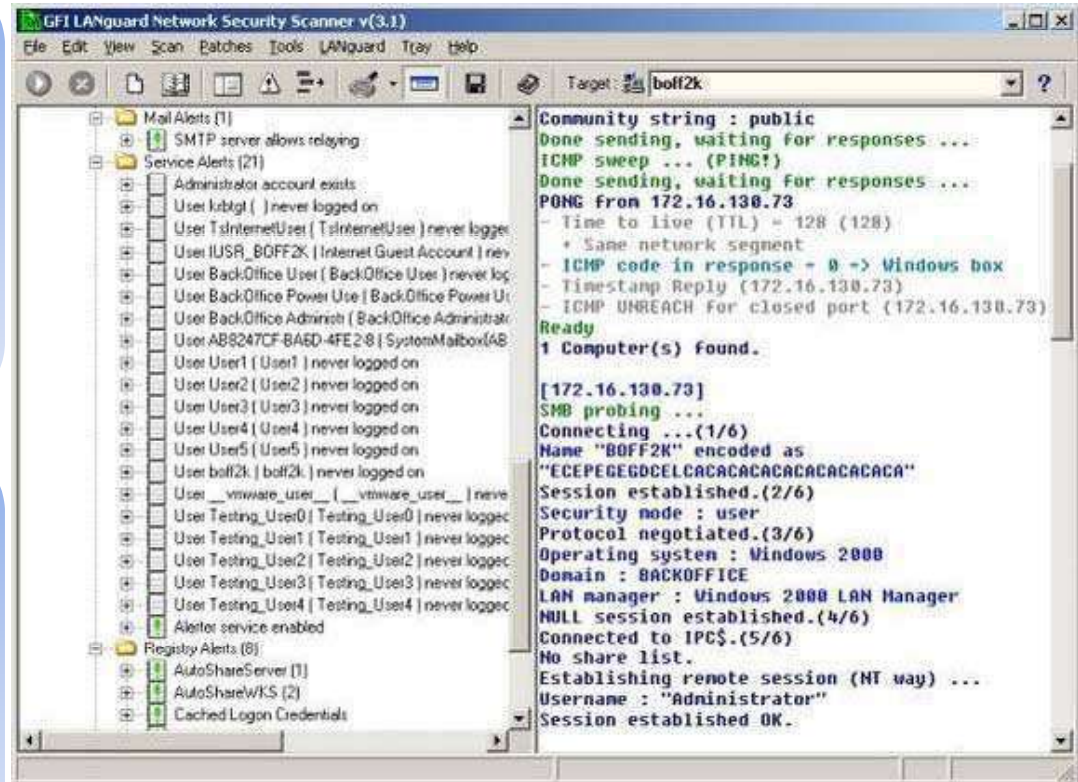 GFI LANguard Network Security Scanner v(3.1)
File Edit View Scan Patches Tools LANguard Tray Help
Target: boff2k
Mail Alerts (1)
SMTP server allows relaying
Service Alerts (21)
Administrator account exists
User krbtgt ( ) never logged on
User TsInternetUser ( TsInternetUser ) never logged
User IUSR_BOFF2K ( Internet Guest Account ) nev
User BackOffice User ( BackOffice User ) never log
User BackOffice Power Use ( BackOffice Power Us
User BackOffice Administr ( BackOffice Administrato
User AB8247CF-BA6D-4FE2-8 ( SystemMailbox{AB
User User1 ( User1 ) never logged on
User User2 ( User2 ) never logged on
User User3 ( User3 ) never logged on
User User4 ( User4 ) never logged on
User User5 ( User5 ) never logged on
User boff2k ( boff2k ) never logged on
User __vmware_user__ ( __vmware_user__ ) neve
User Testing_User0 ( Testing_User0 ) never logged
User Testing_User1 ( Testing_User1 ) never logged
User Testing_User2 ( Testing_User2 ) never logged
User Testing_User3 ( Testing_User3 ) never logged
User Testing_User4 ( Testing_User4 ) never logged
Alerter service enabled
Registry Alerts (8)
AutoShareServer (1)
AutoShareWKS (2)
Cached Logon Credentials
Community string : public
Done sending, waiting for responses ...
ICMP sweep ... (PING!)
Done sending, waiting for responses ...
PONG from 172.16.130.73
- Time to live (TTL) = 128 (128)
+ Same network segment
- ICMP code in response = 0 => Windows box
- Timestamp Reply (172.16.130.73)
- ICMP UNREACH for closed port (172.16.130.73)
Ready
1 Computer(s) found.
[172.16.130.73]
SMB probing ...
Connecting ...(1/6)
Name "BOFF2K" encoded as
"ECEPEGEGDCELCACACACACACACACACACA"
Session established.(2/6)
Security mode : user
Protocol negotiated.(3/6)
Operating system : Windows 2000
Domain : BACKOFFICE
LAN manager : Windows 2000 LAN Manager
NULL session established.(4/6)
Connected to IPC$.(5/6)
No share list.
Establishing remote session (NT way) ...
Username : "Administrator"
Session established OK.